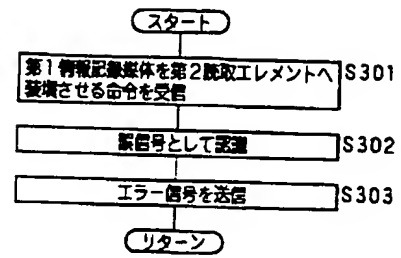 スタート
第1情報記録媒体を第2読取エレメントへ S301
装填させる命令を受信
誤信号として認識 S302
エラー信号を送信 S303
リターン